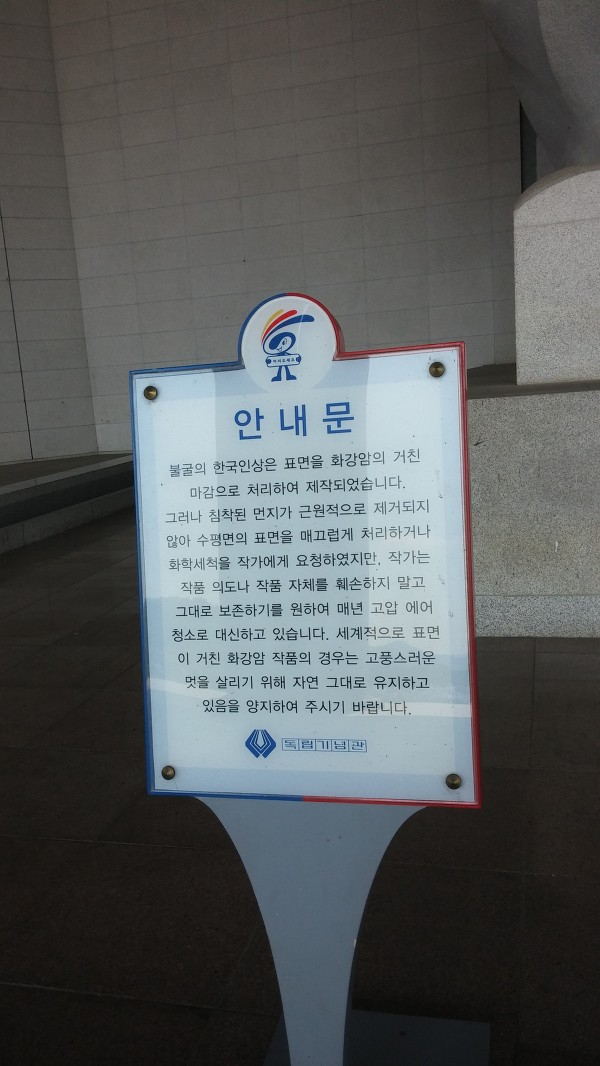 안내문
불굴의 한국인상은 표면을 화강암의 거친
마감으로 처리하여 제작되었습니다.
그러나 침착된 먼지가 근원적으로 제거되지
않아 수평면의 표면을 매끄럽게 처리하거나
화학세척을 작가에게 요청하였지만, 작가는
작품 의도나 작품 자체를 훼손하지 말고
그대로 보존하기를 원하여 매년 고압 에어
청소로 대신하고 있습니다. 세계적으로 표면
이 거친 화강암 작품의 경우는 고풍스러운
멋을 살리기 위해 자연 그대로 유지하고
있음을 양지하여 주시기 바랍니다.
독립기념관